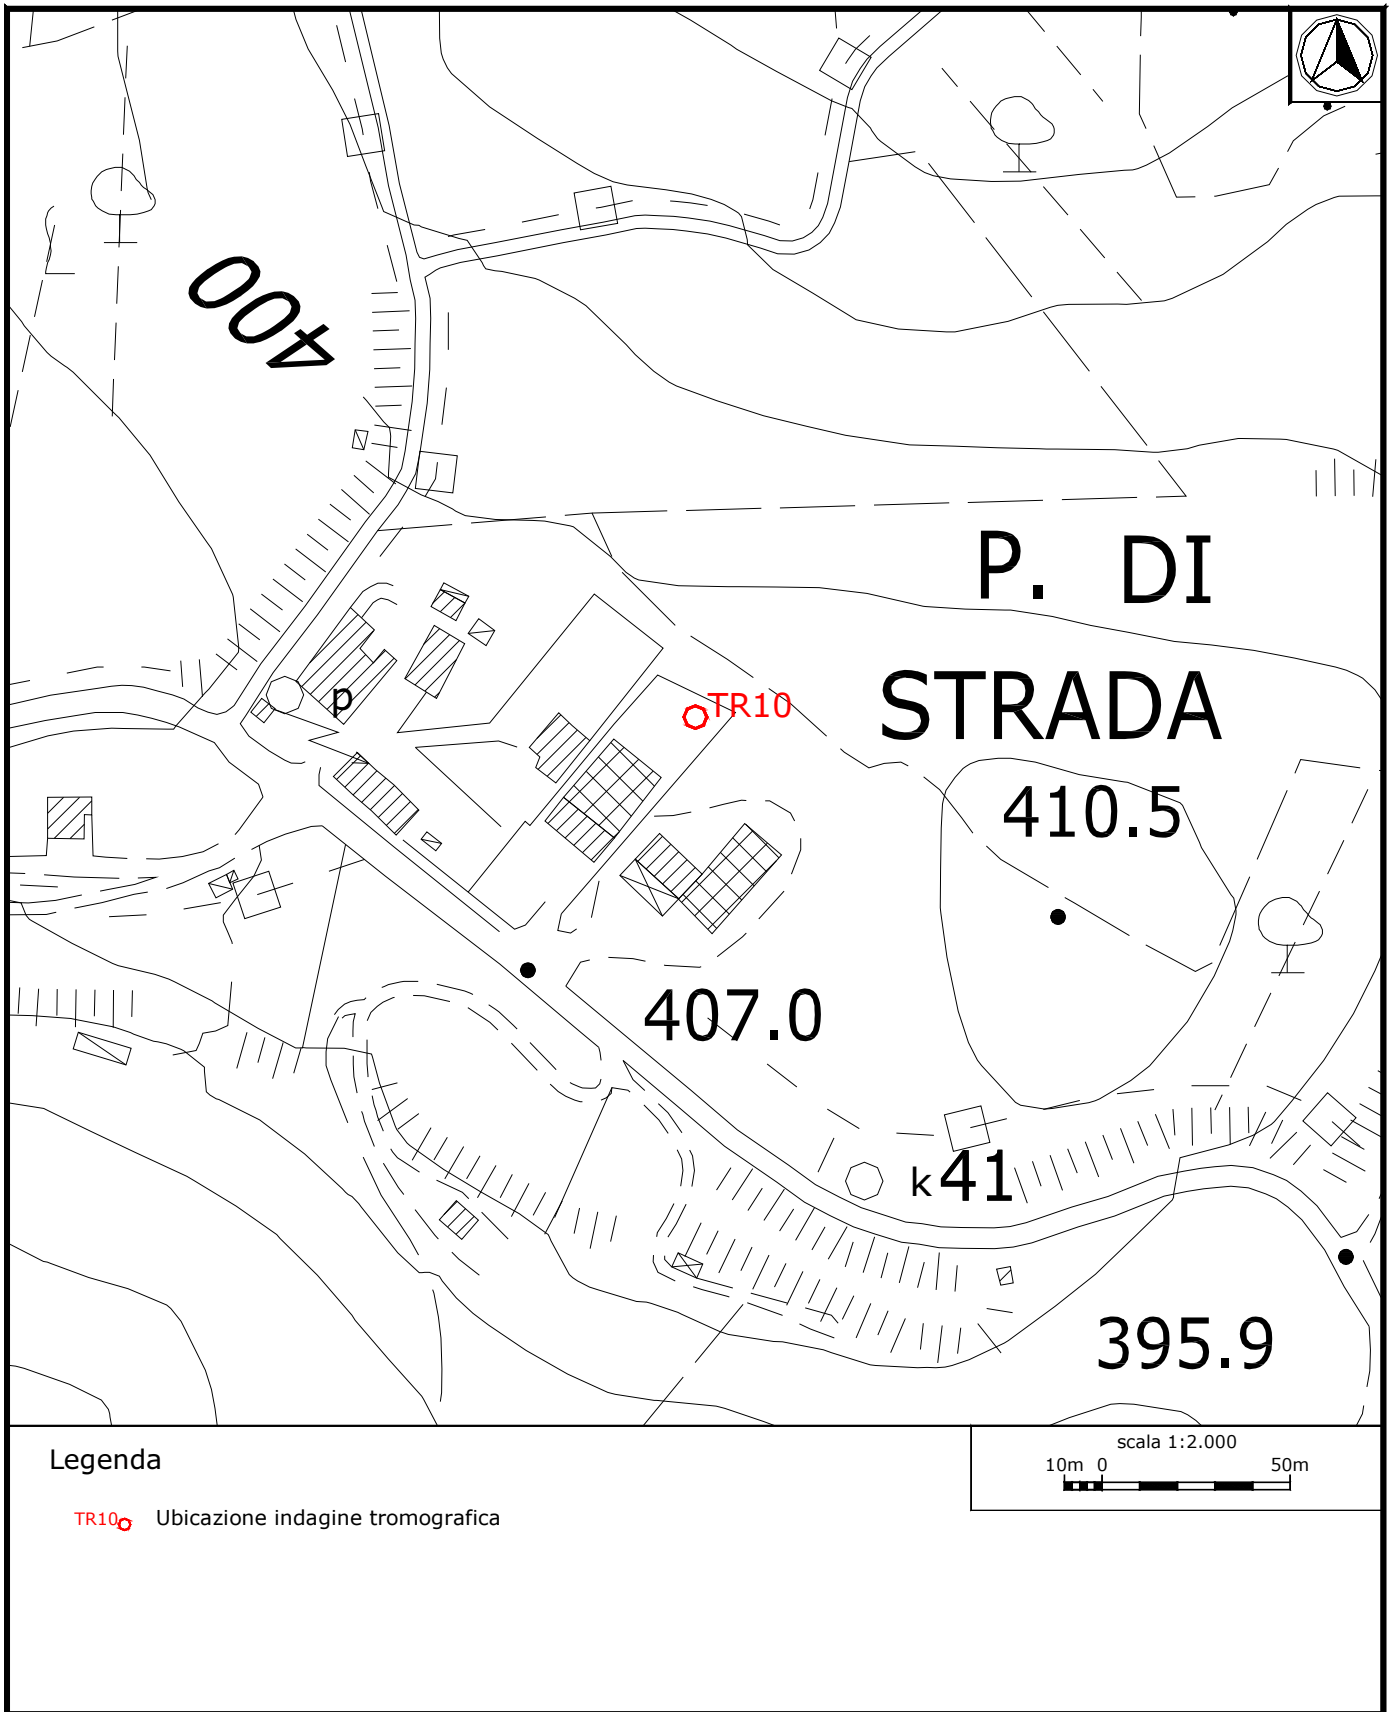 400
P. DI
STRADA
p
TR10
410.5
407.0
k 41
395.9
Legenda
TR10 Ubicazione indagine tromografica
scala 1:2.000
10m 0 50m